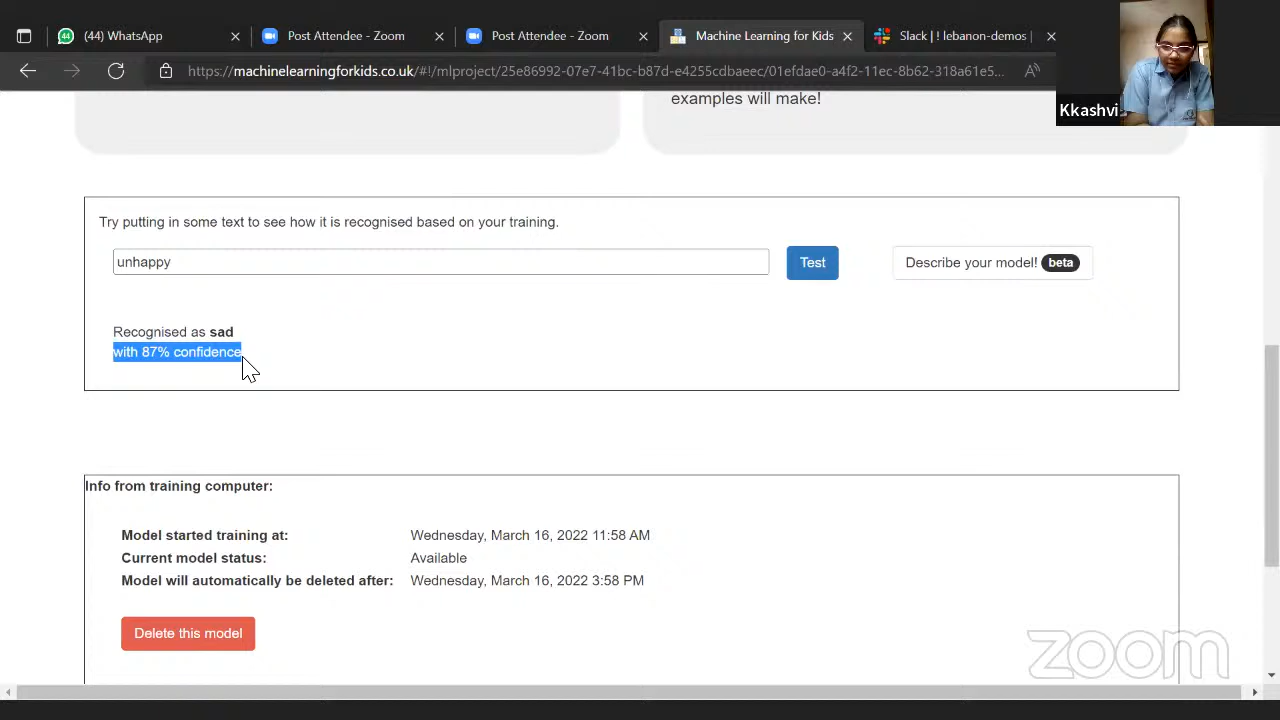 (44) WhatsApp
Post Attendee - Zoom
Post Attendee - Zoom
Machine Learning for Kids
Slack | ! lebanon-demos |
https://machinelearningforkids.co.uk/#!/mlproject/25e86992-07e7-41bc-b87d-e4255cdbaeec/01efdae0-a4f2-11ec-8b62-318a61e5...
Kkashvi
examples will make!
Try putting in some text to see how it is recognised based on your training.
unhappy
Test
Describe your model! beta
Recognised as sad
with 87% confidence
Info from training computer:
Model started training at: Wednesday, March 16, 2022 11:58 AM
Current model status: Available
Model will automatically be deleted after: Wednesday, March 16, 2022 3:58 PM
Delete this model
zoom